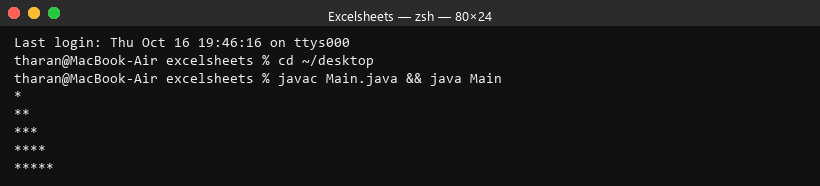 Excelsheets — zsh — 80×24
Last login: Thu Oct 16 19:46:16 on ttys000
tharan@MacBook-Air excelsheets % cd ~/desktop
tharan@MacBook-Air excelsheets % javac Main.java && java Main
*
**
***
****
*****